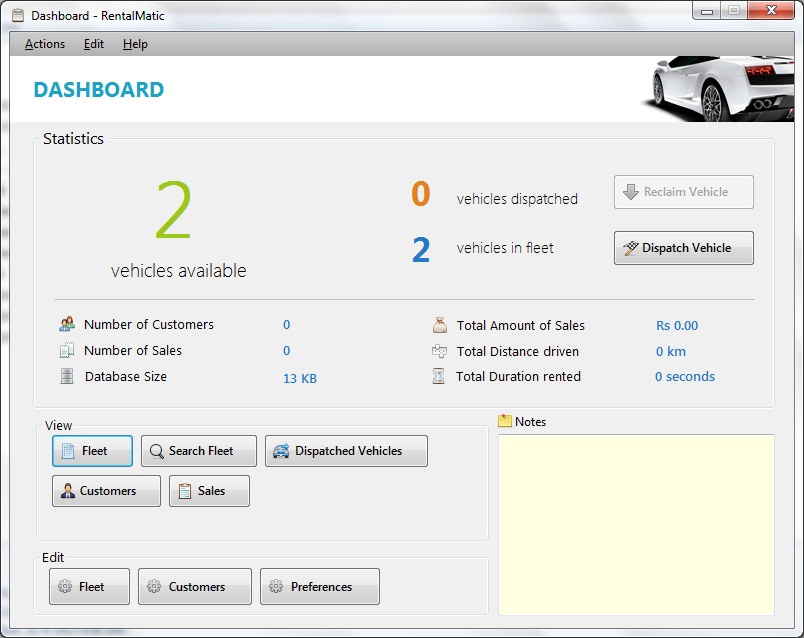 Dashboard - RentalMatic
Actions Edit Help
DASHBOARD
Statistics
2
vehicles available
0 vehicles dispatched
Reclaim Vehicle
2 vehicles in fleet
Dispatch Vehicle
Number of Customers 0
Number of Sales 0
Database Size 13 KB
Total Amount of Sales Rs 0.00
Total Distance driven 0 km
Total Duration rented 0 seconds
View
Fleet Search Fleet Dispatched Vehicles
Customers Sales
Edit
Fleet Customers Preferences
Notes